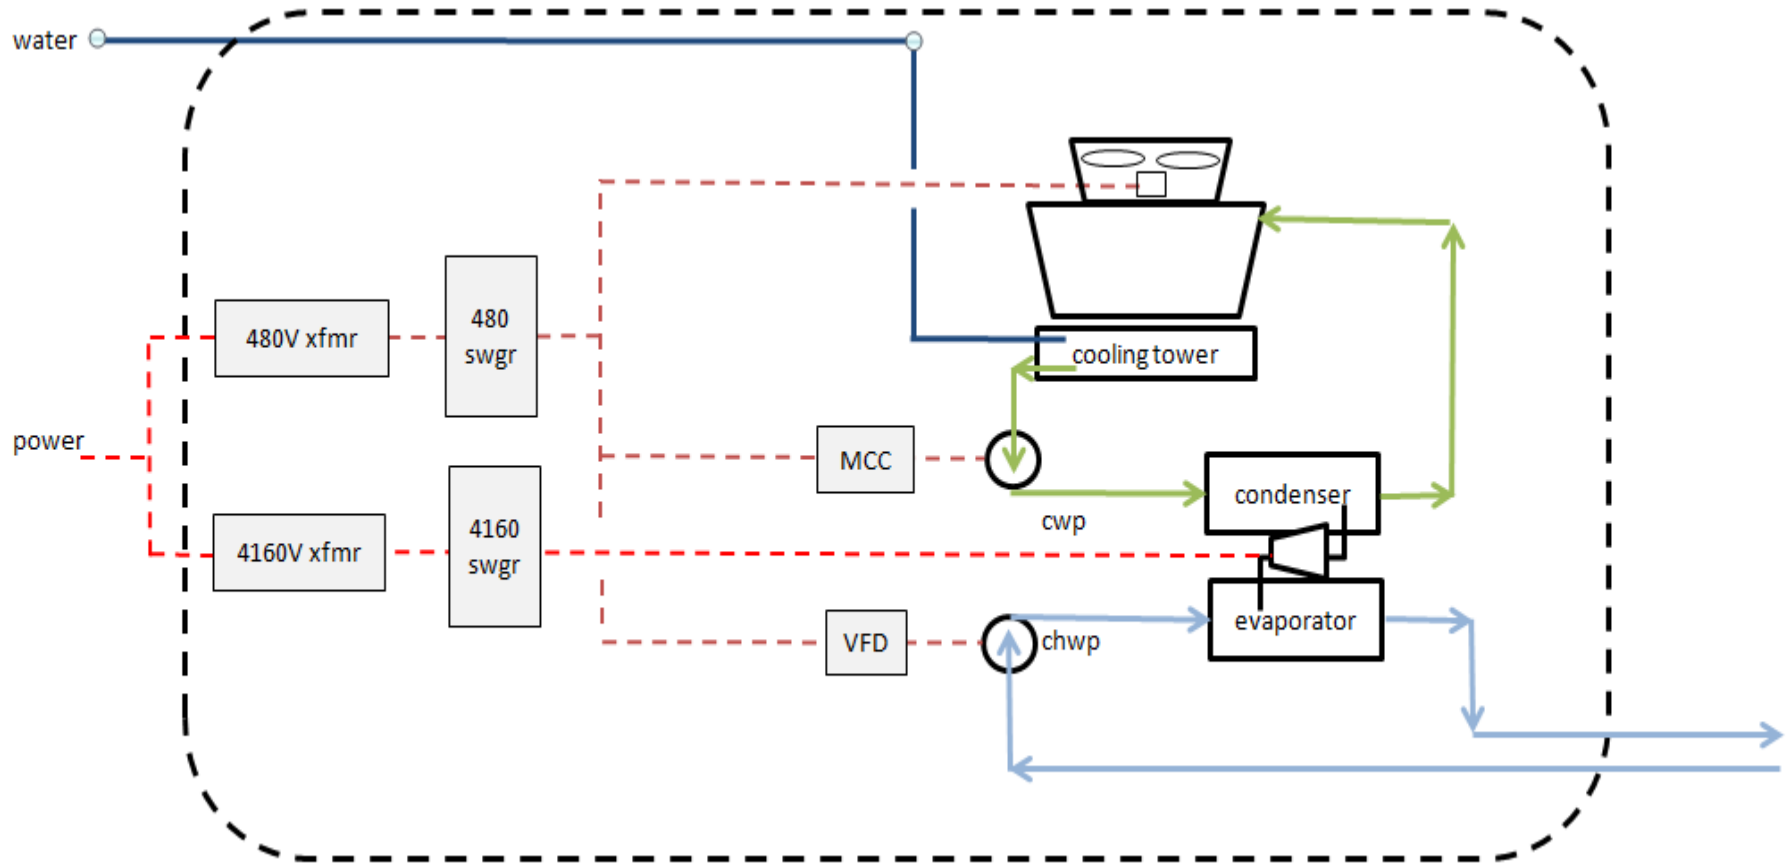 water
480V xfmr
480
swgr
cooling tower
power
MCC
condenser
cwp
4160V xfmr
4160
swgr
VFD
chwp
evaporator